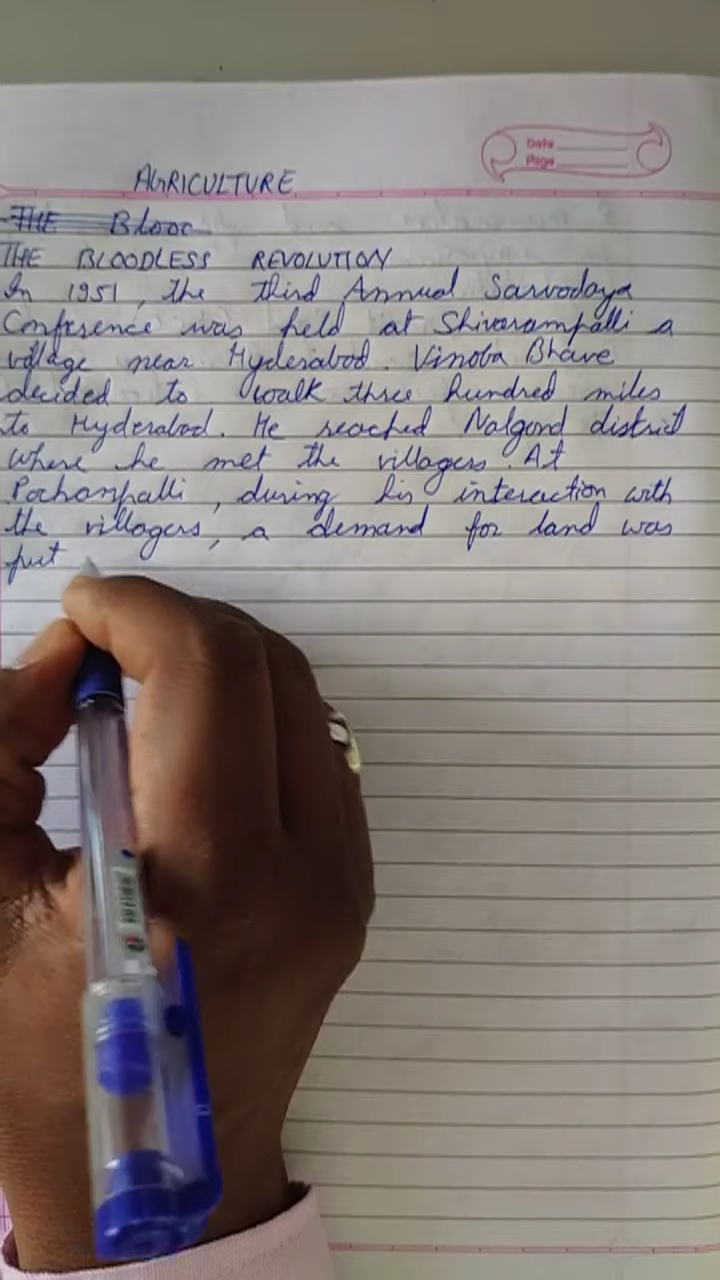 Date
Page
AGRICULTURE
THE Blooc
THE BLOODLESS REVOLUTION
In 1951, the third Annual Sarvodaya
Conference was held at Shivarampalli a
village near Hyderabad. Vinoba Bhave
decided to walk three hundred miles
to Hyderabad. He reached Nalgond district
where he met the villagers. At
Pochampalli, during his interaction with
the villagers, a demand for land was
put